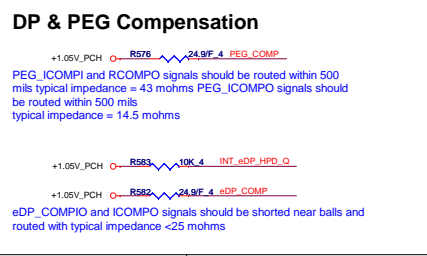 DP & PEG Compensation
+1.05V_PCH R576 24.9/F_4 PEG_COMP
PEG_ICOMPI and RCOMPO signals should be routed within 500
mils typical impedance = 43 mohms PEG_ICOMPO signals should
be routed within 500 mils
typical impedance = 14.5 mohms
+1.05V_PCH R583 10K_4 INT_eDP_HPD_Q
+1.05V_PCH R582 24.9/F_4 eDP_COMP
eDP_COMPIO and ICOMPO signals should be shorted near balls and
routed with typical impedance <25 mohms